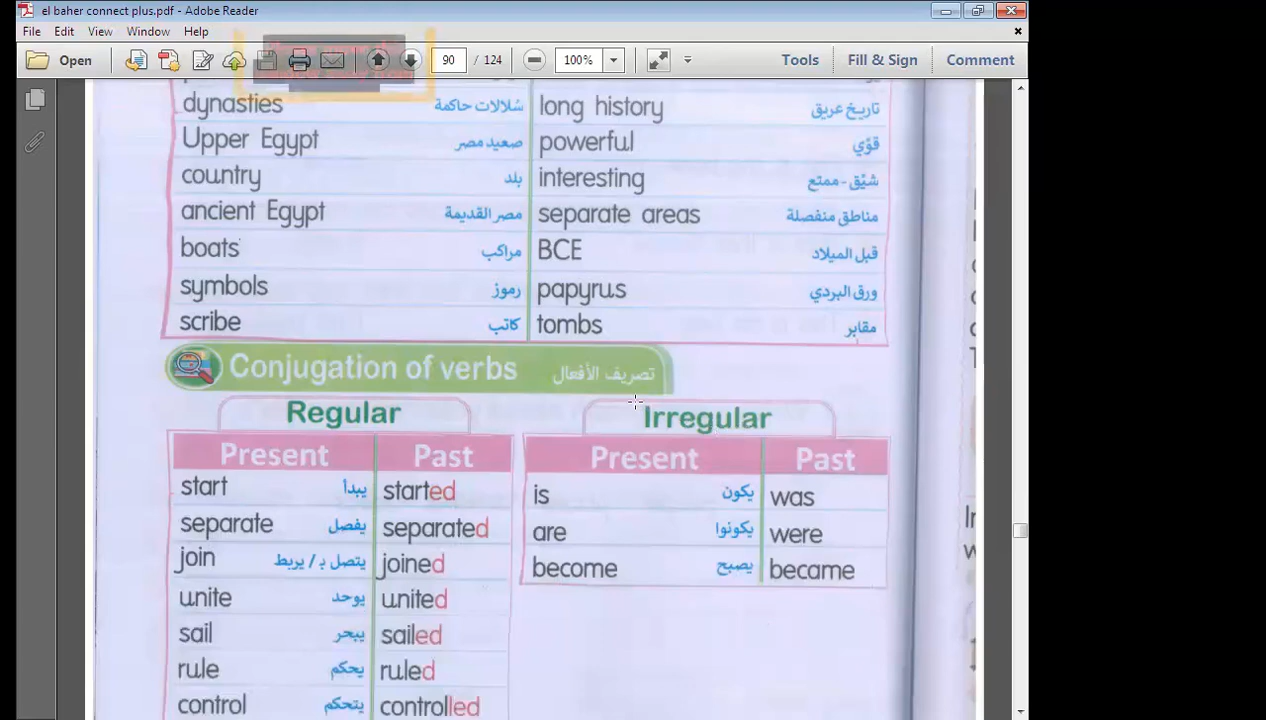 el baher connect plus.pdf - Adobe Reader
File Edit View Window Help
Open 90 / 124 100% Tools Fill & Sign Comment
dynasties سُلالات حاكمة long history تاريخ عريق
Upper Egypt صعيد مصر powerful قوّي
country بلد interesting شيّق - ممتع
ancient Egypt مصر القديمة separate areas مناطق منفصلة
boats مراكب BCE قبل الميلاد
symbols رموز papyrus ورق البردي
scribe كاتب tombs مقابر
Conjugation of verbs تصريف الأفعال
Regular Irregular
Present Past Present Past
start يبدأ started is يكون was
separate يفصل separated are يكونوا were
join يتصل بـ / يربط joined become يصبح became
unite يوحد united
sail يبحر sailed
rule يحكم ruled
control يتحكم controlled